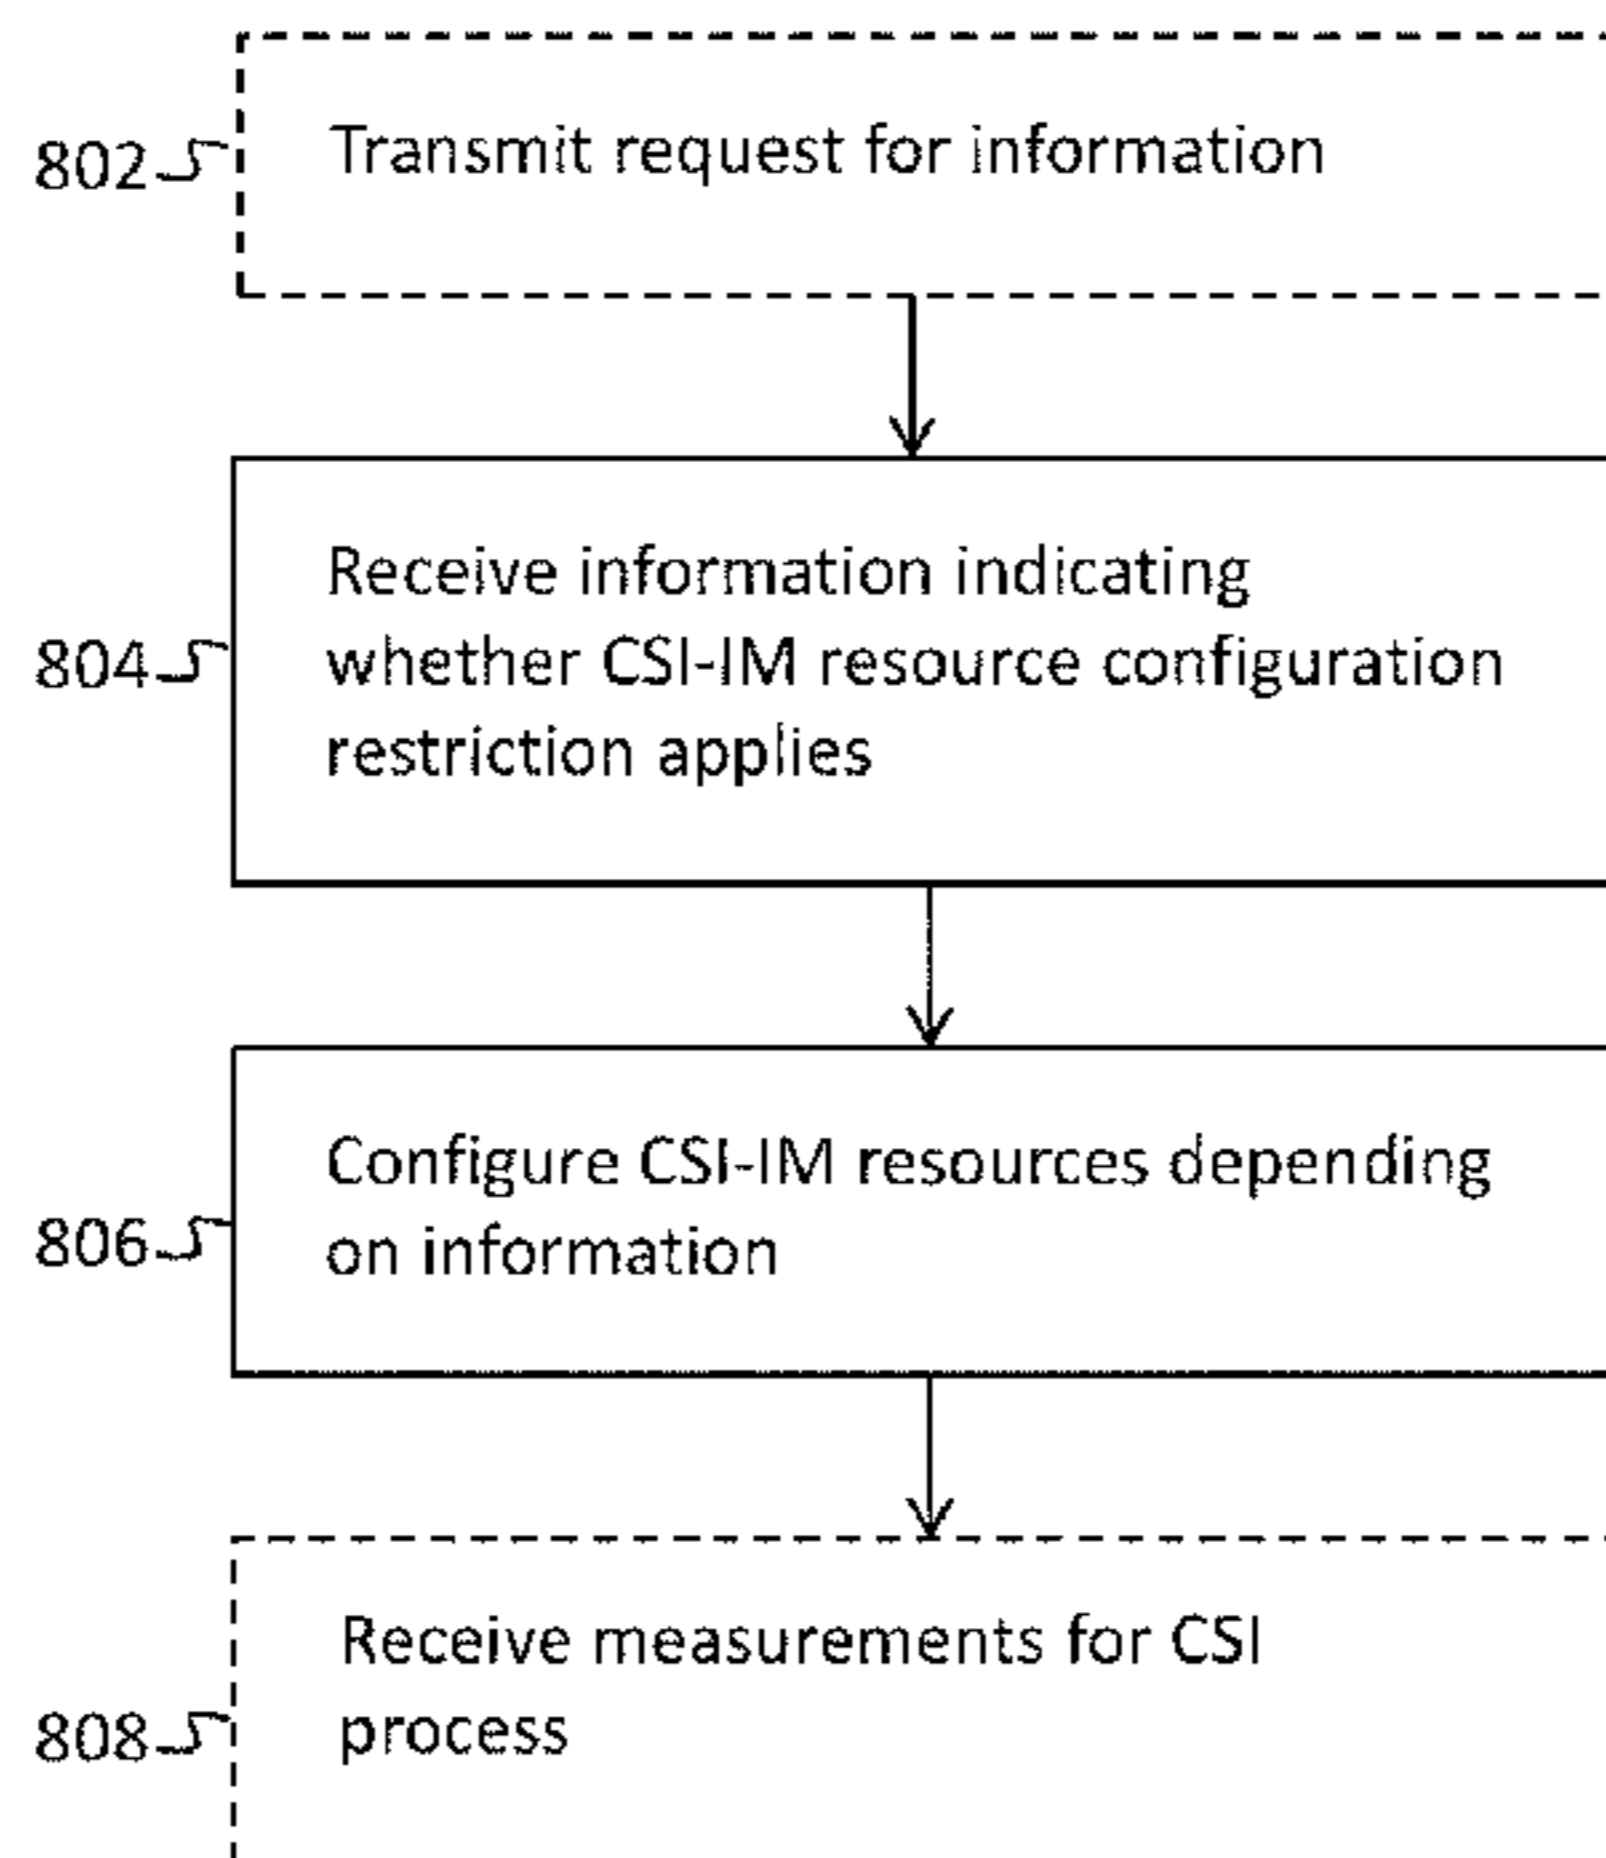 802
Transmit request for information
804
Receive information indicating
whether CSI-IM resource configuration
restriction applies
806
Configure CSI-IM resources depending
on information
808
Receive measurements for CSI
process